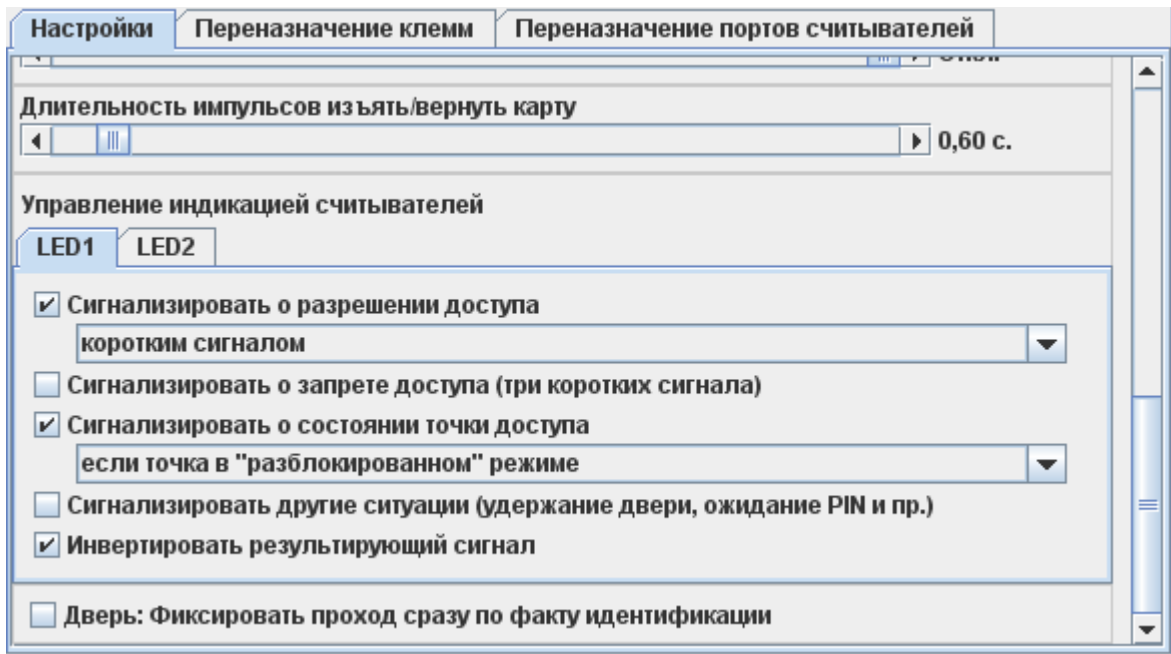 Настройки
Переназначение клемм
Переназначение портов считывателей
Длительность импульсов изъять/вернуть карту
0,60 с.
Управление индикацией считывателей
LED1
LED2
Сигнализировать о разрешении доступа
коротким сигналом
Сигнализировать о запрете доступа (три коротких сигнала)
Сигнализировать о состоянии точки доступа
если точка в "разблокированном" режиме
Сигнализировать другие ситуации (удержание двери, ожидание PIN и пр.)
Инвертировать результирующий сигнал
Дверь: Фиксировать проход сразу по факту идентификации